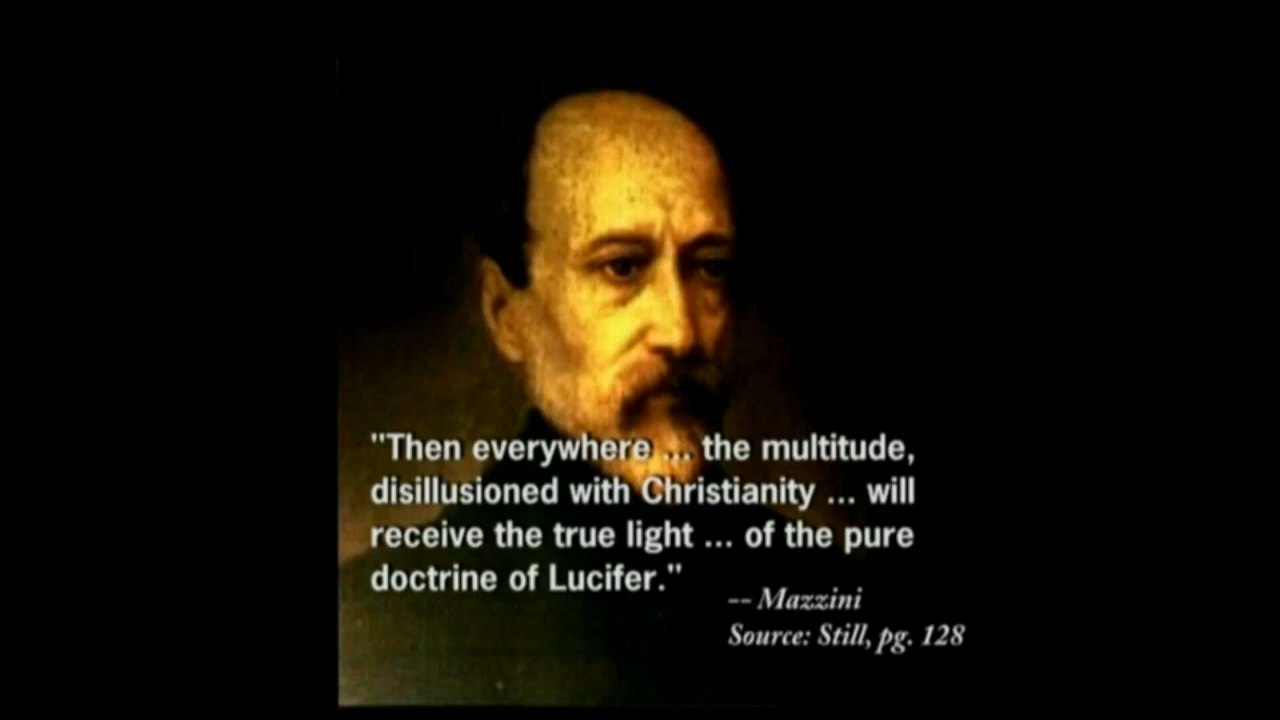 "Then everywhere ... the multitude,
disillusioned with Christianity ... will
receive the true light ... of the pure
doctrine of Lucifer."
-- Mazzini
Source: Still, pg. 128